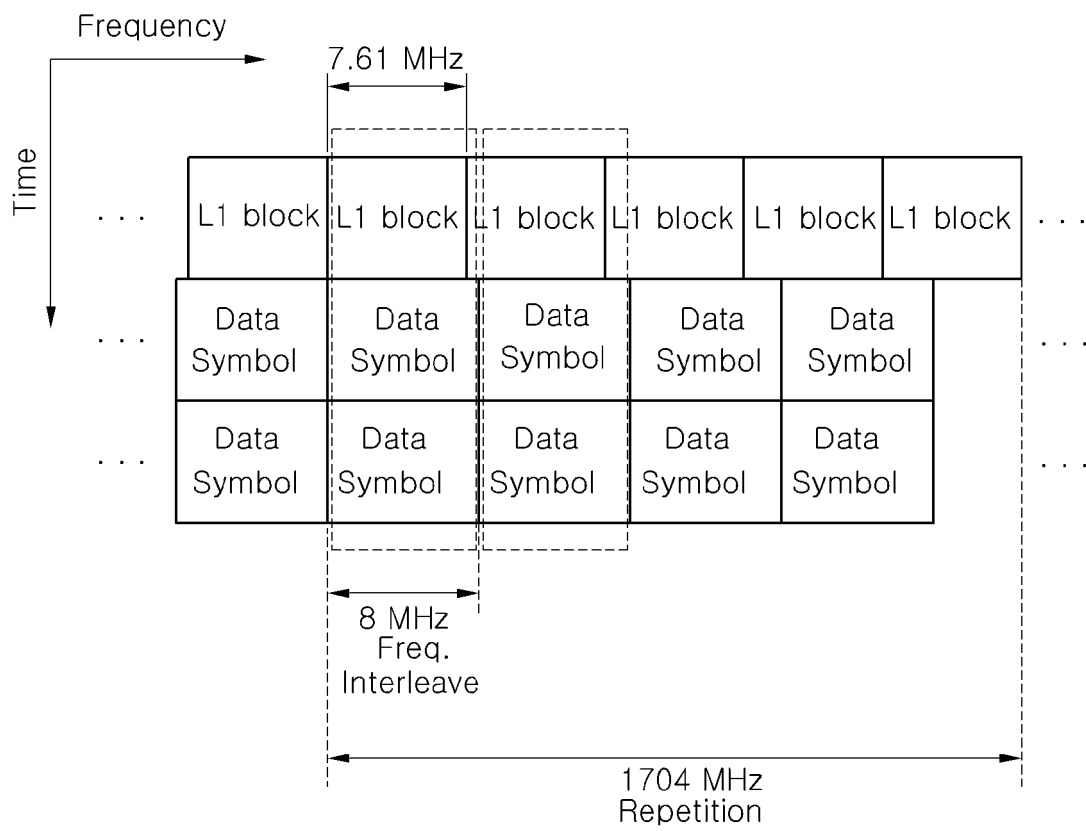 Frequency
7.61 MHz
Time
. . . L1 block L1 block L1 block L1 block L1 block L1 block . . .
Data Data Data Data Data
. . . Symbol Symbol Symbol Symbol Symbol . . .
Data Data Data Data Data
. . . Symbol Symbol Symbol Symbol Symbol . . .
8 MHz
Freq.
Interleave
1704 MHz
Repetition